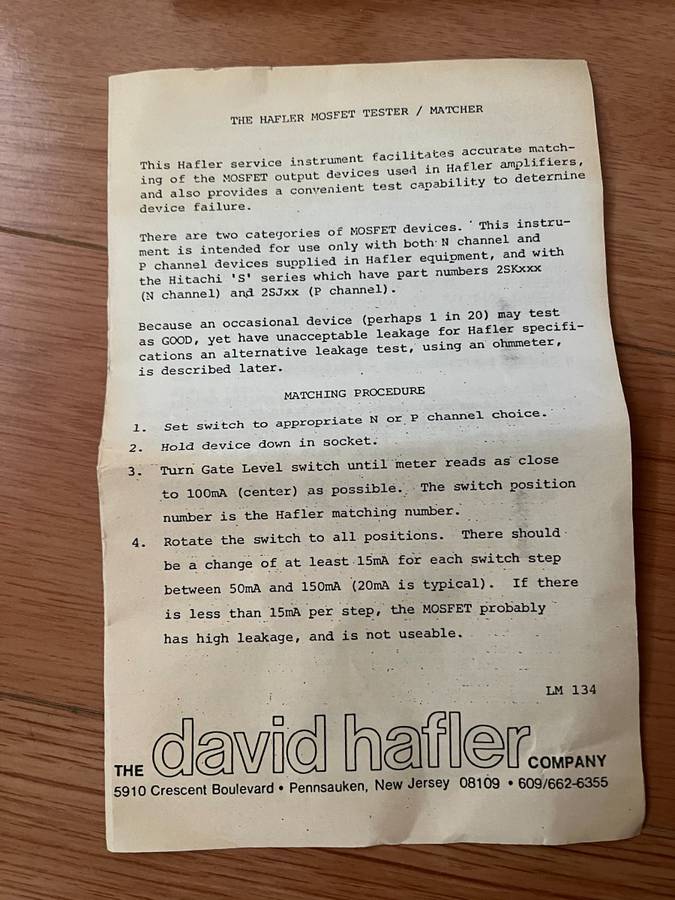 THE HAFLER MOSFET TESTER / MATCHER
This Hafler service instrument facilitates accurate match-
ing of the MOSFET output devices used in Hafler amplifiers,
and also provides a convenient test capability to determine
device failure.
There are two categories of MOSFET devices. This instru-
ment is intended for use only with both N channel and
P channel devices supplied in Hafler equipment, and with
the Hitachi 'S' series which have part numbers 2SKxxx
(N channel) and 2SJxx (P channel).
Because an occasional device (perhaps 1 in 20) may test
as GOOD, yet have unacceptable leakage for Hafler specifi-
cations an alternative leakage test, using an ohmmeter,
is described later.
MATCHING PROCEDURE
1. Set switch to appropriate N or P channel choice.
2. Hold device down in socket.
3. Turn Gate Level switch until meter reads as close
to 100mA (center) as possible. The switch position
number is the Hafler matching number.
4. Rotate the switch to all positions. There should
be a change of at least 15mA for each switch step
between 50mA and 150mA (20mA is typical). If there
is less than 15mA per step, the MOSFET probably
has high leakage, and is not useable.
LM 134
THE david hafler COMPANY
5910 Crescent Boulevard • Pennsauken, New Jersey 08109 • 609/662-6355